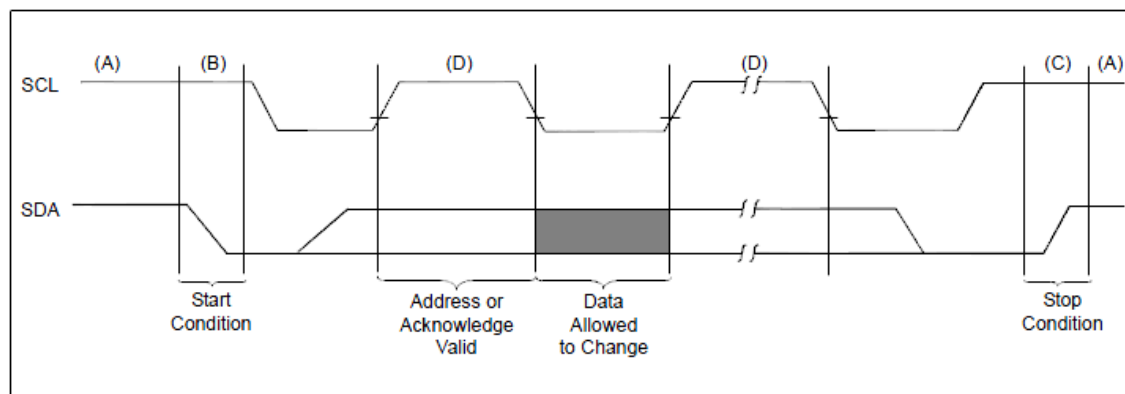 (A) (B) (D) (D) (C) (A)
SCL
SDA
Start
Condition
Address or
Acknowledge
Valid
Data
Allowed
to Change
Stop
Condition